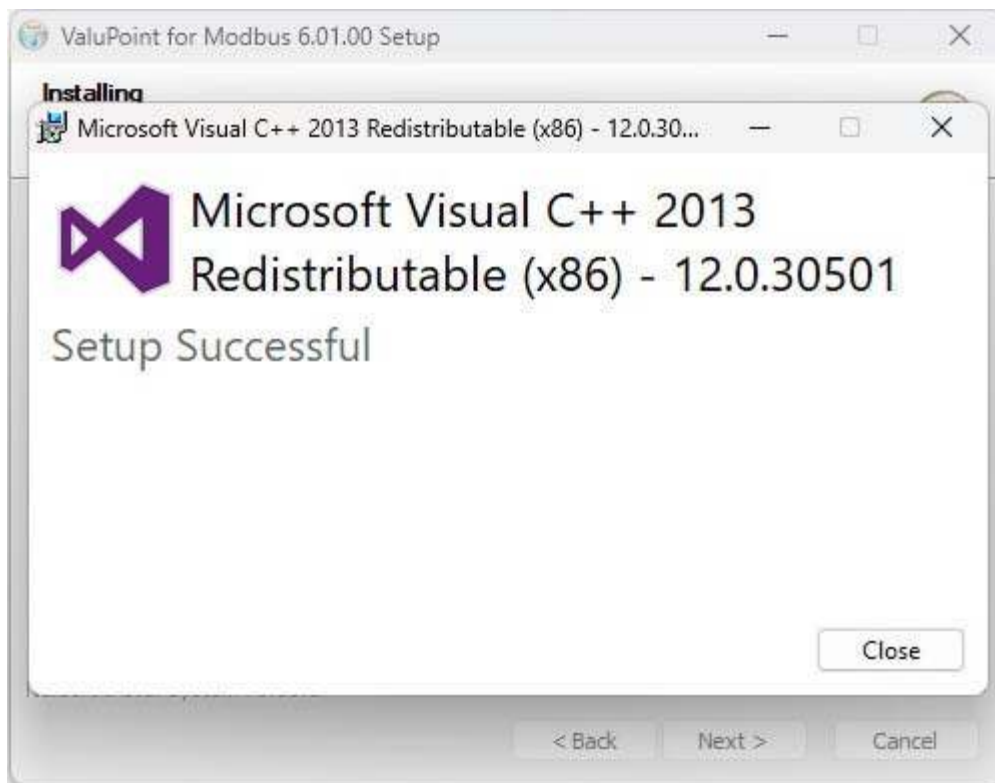 ValuPoint for Modbus 6.01.00 Setup
Installing
Microsoft Visual C++ 2013 Redistributable (x86) - 12.0.30...
Microsoft Visual C++ 2013
Redistributable (x86) - 12.0.30501
Setup Successful
Close
< Back
Next >
Cancel